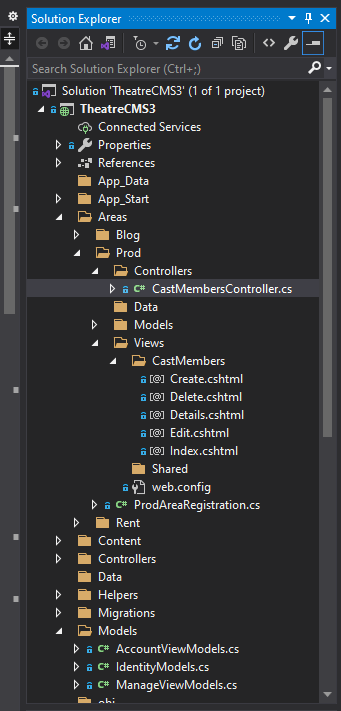 Solution Explorer
Search Solution Explorer (Ctrl+;)
Solution 'TheatreCMS3' (1 of 1 project)
TheatreCMS3
Connected Services
Properties
References
App_Data
App_Start
Areas
Blog
Prod
Controllers
C# CastMembersController.cs
Data
Models
Views
CastMembers
[@] Create.cshtml
[@] Delete.cshtml
[@] Details.cshtml
[@] Edit.cshtml
[@] Index.cshtml
Shared
web.config
C# ProdAreaRegistration.cs
Rent
Content
Controllers
Data
Helpers
Migrations
Models
C# AccountViewModels.cs
C# IdentityModels.cs
C# ManageViewModels.cs
obj